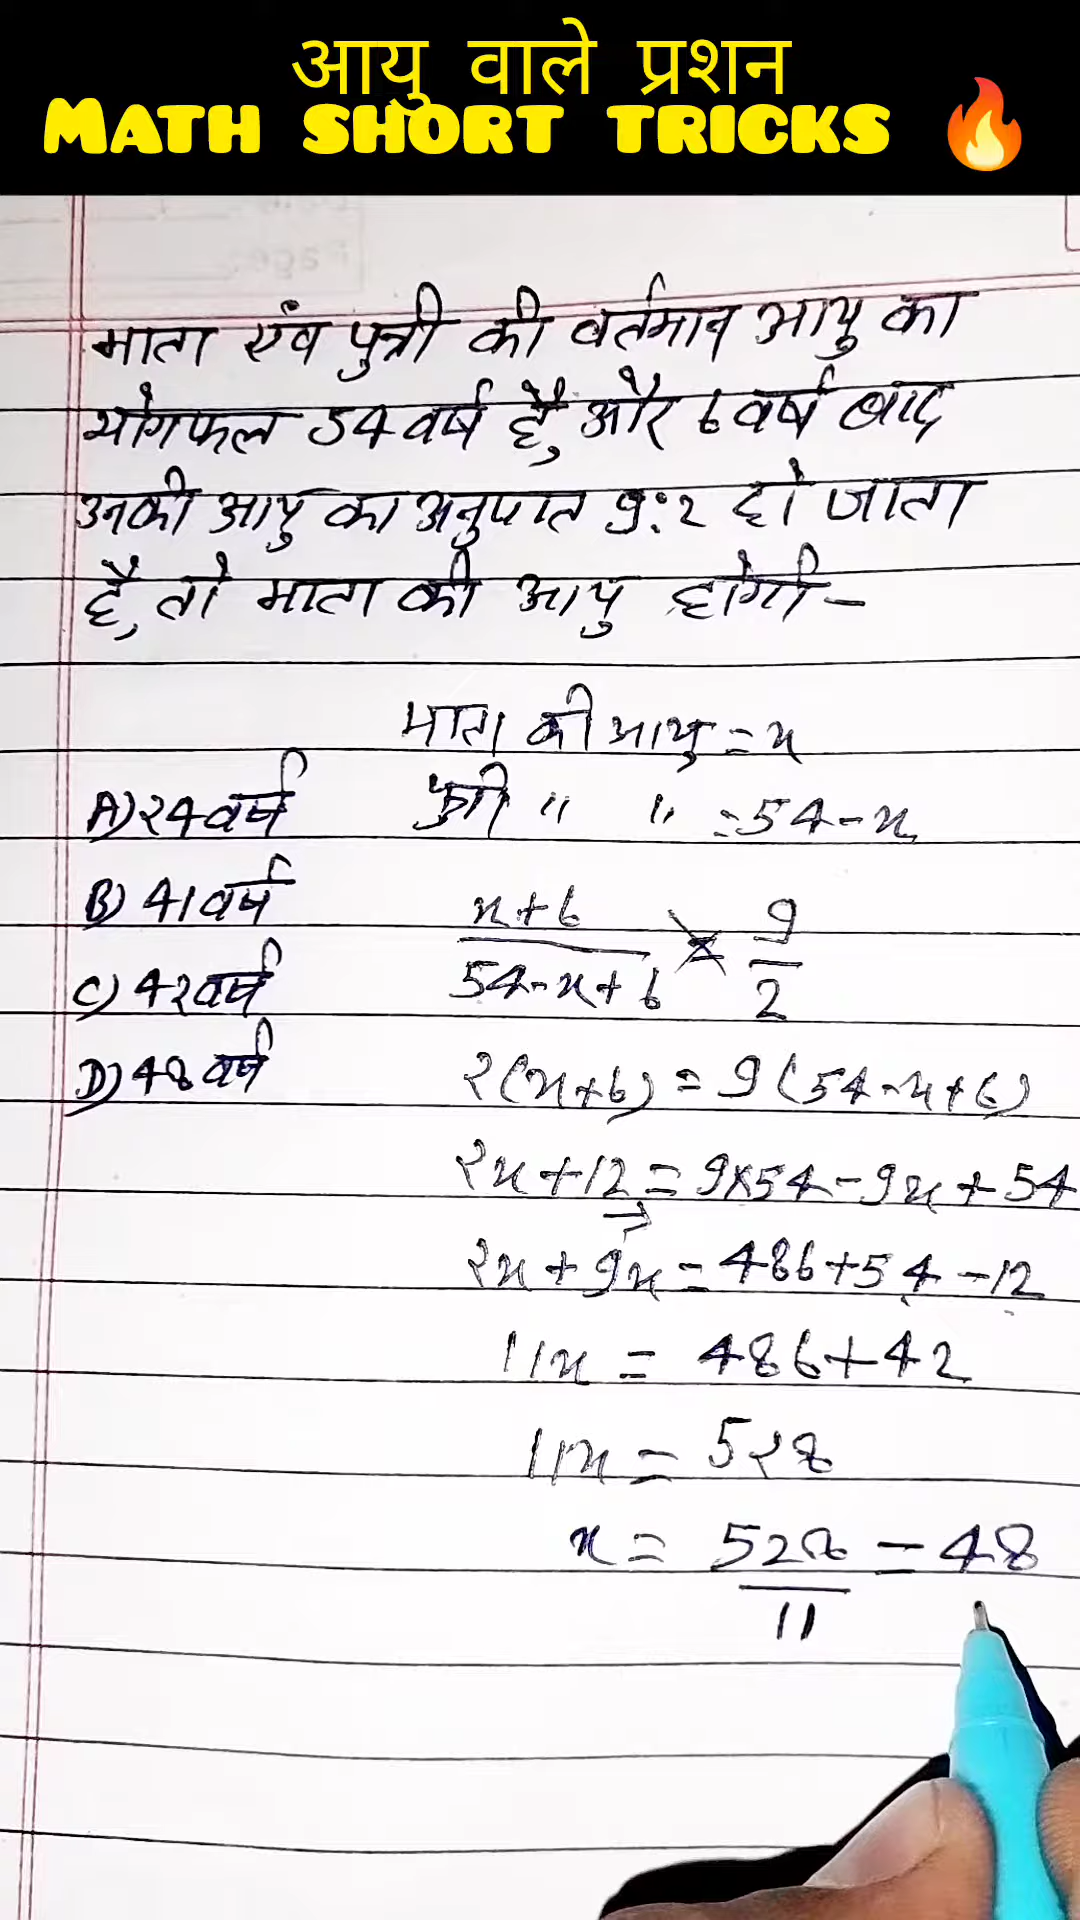 आयु वाले प्रशन
MATH SHORT TRICKS 🔥
माता एंव पुत्री की वर्तमान आयु का
योगफल 54 वर्ष है, और 6 वर्ष बाद
उनकी आयु का अनुपात 9:2 हो जाता
है, तो माता की आयु होगी-
माता की आयु = x
पुत्री " " = 54-x
A) 24 वर्ष
B) 41 वर्ष
C) 42 वर्ष
D) 48 वर्ष
x+6
54-x+6
=
9
2
2(x+6) = 9(54-x+6)
2x+12 = 9x54-9x+54
2x+9x = 486+54-12
11x = 486+42
11x = 528
x = 528 = 48
11